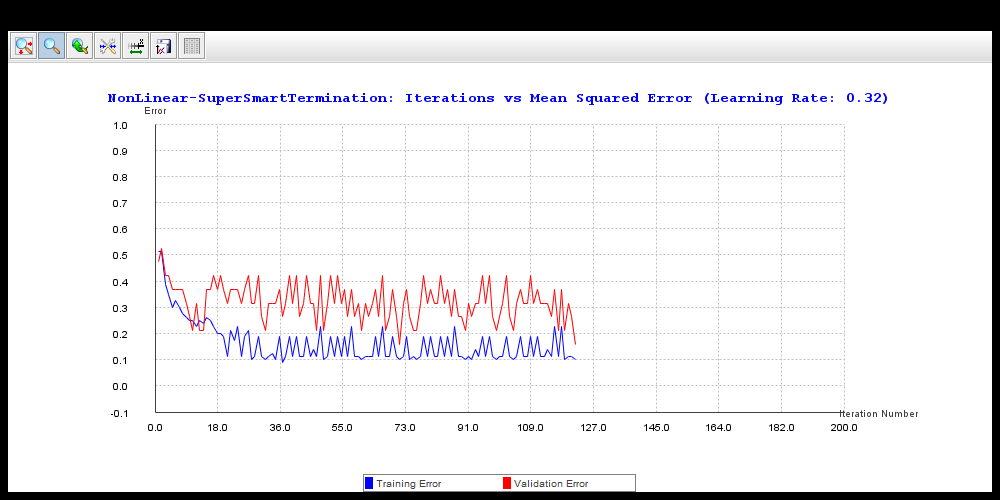 NonLinear-SuperSmartTermination: Iterations vs Mean Squared Error (Learning Rate: 0.32)
Error
1.0
0.9
0.8
0.7
0.6
0.5
0.4
0.3
0.2
0.1
0.0
-0.1
Iteration Number
0.0 18.0 36.0 55.0 73.0 91.0 109.0 127.0 145.0 164.0 182.0 200.0
Training Error Validation Error